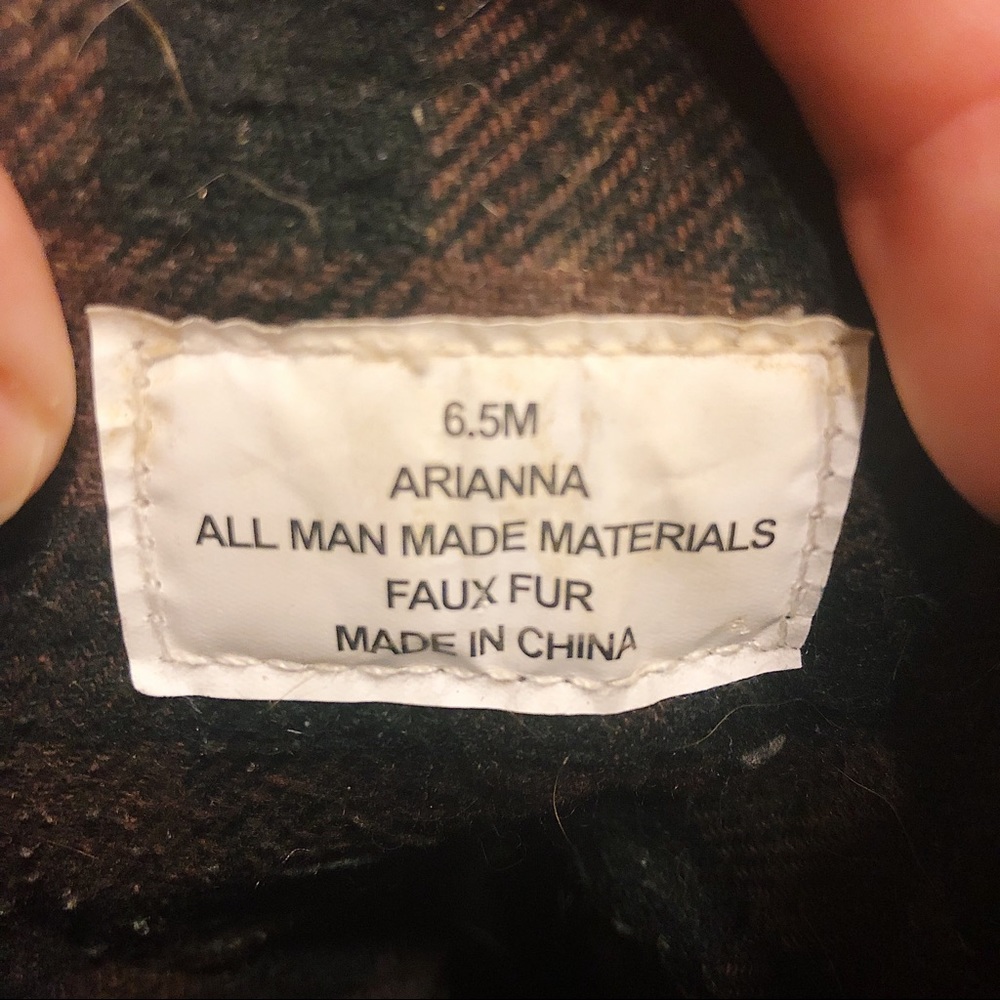 6.5M
ARIANNA
ALL MAN MADE MATERIALS
FAUX FUR
MADE IN CHINA